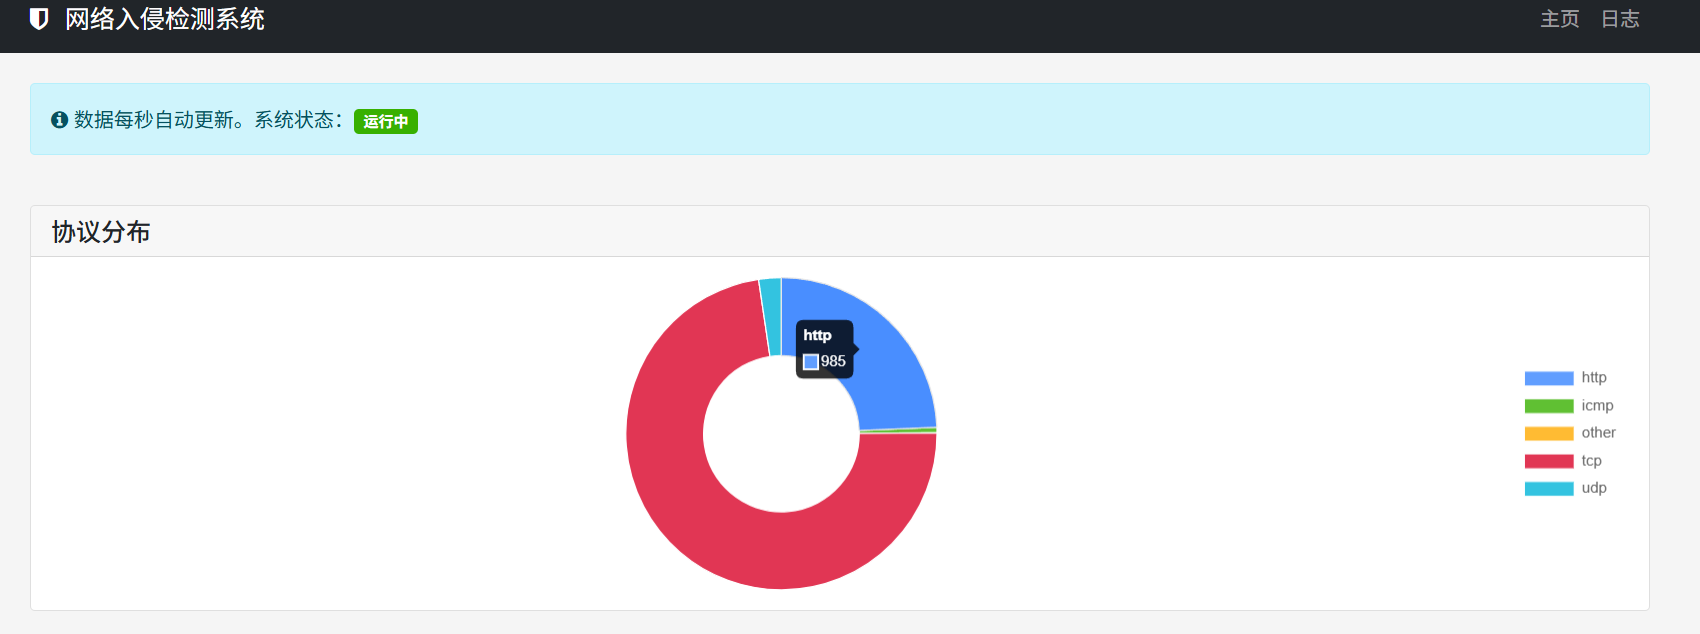 网络入侵检测系统
主页 日志
数据每秒自动更新。系统状态：运行中
协议分布
http
985
http
icmp
other
tcp
udp